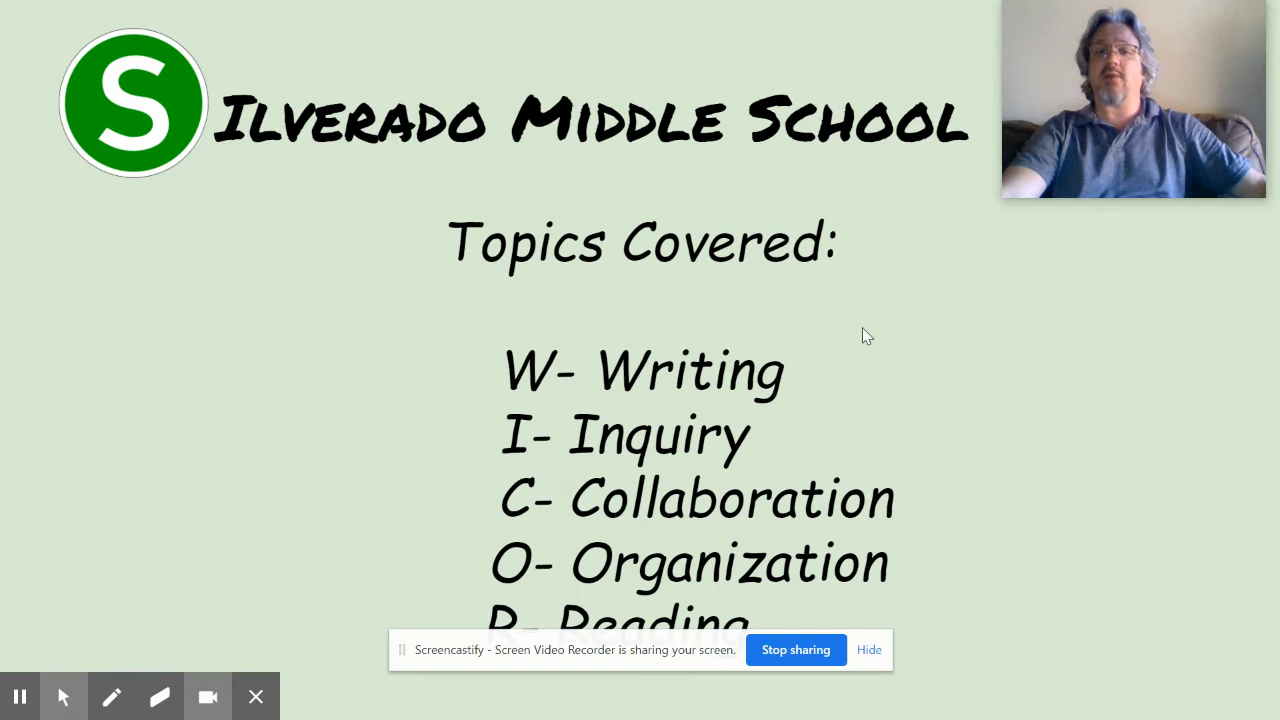 S ILVERADO MIDDLE SCHOOL
Topics Covered:
W- Writing
I- Inquiry
C- Collaboration
O- Organization
R- Reading
Screencastify - Screen Video Recorder is sharing your screen. Stop sharing Hide